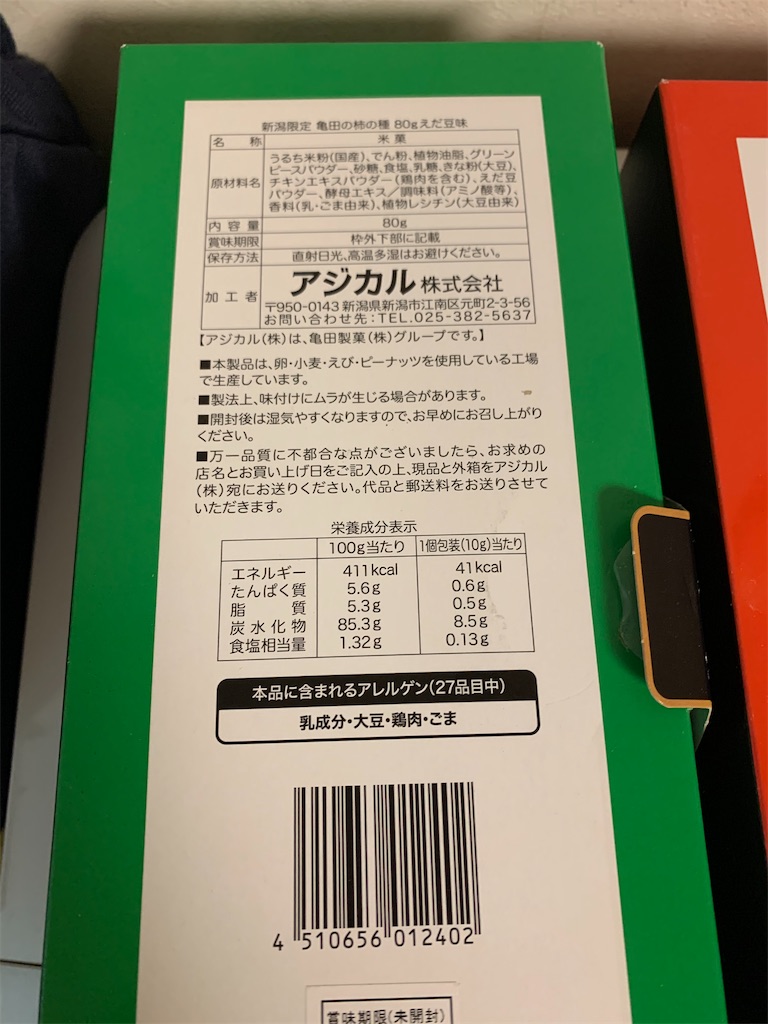 新潟限定 亀田の柿の種 80gえだ豆味
名称 米菓
原材料名 うるち米粉(国産)、でん粉、植物油脂、グリーン
ピースパウダー、砂糖、食塩、乳糖、きな粉(大豆)、
チキンエキスパウダー(鶏肉を含む)、えだ豆
パウダー、酵母エキス/調味料(アミノ酸等)、
香料(乳・ごま由来)、植物レシチン(大豆由来)
内容量 80g
賞味期限 枠外下部に記載
保存方法 直射日光、高温多湿はお避けください。
加工者 アジカル株式会社
〒950-0143 新潟県新潟市江南区元町2-3-56
お問い合わせ先:TEL.025-382-5637
【アジカル(株)は、亀田製菓(株)グループです。】
■本製品は、卵・小麦・えび・ピーナッツを使用している工場
で生産しています。
■製法上、味付けにムラが生じる場合があります。
■開封後は湿気やすくなりますので、お早めにお召し上がり
ください。
■万一品質に不都合な点がございましたら、お求めの
店名とお買い上げ日をご記入の上、現品と外箱をアジカル
(株)宛にお送りください。代品と郵送料をお送りさせて
いただきます。
栄養成分表示
100g当たり 1個包装(10g)当たり
エネルギー 411kcal 41kcal
たんぱく質 5.6g 0.6g
脂質 5.3g 0.5g
炭水化物 85.3g 8.5g
食塩相当量 1.32g 0.13g
本品に含まれるアレルゲン(27品目中)
乳成分・大豆・鶏肉・ごま
4 510656 012402
賞味期限(未開封)